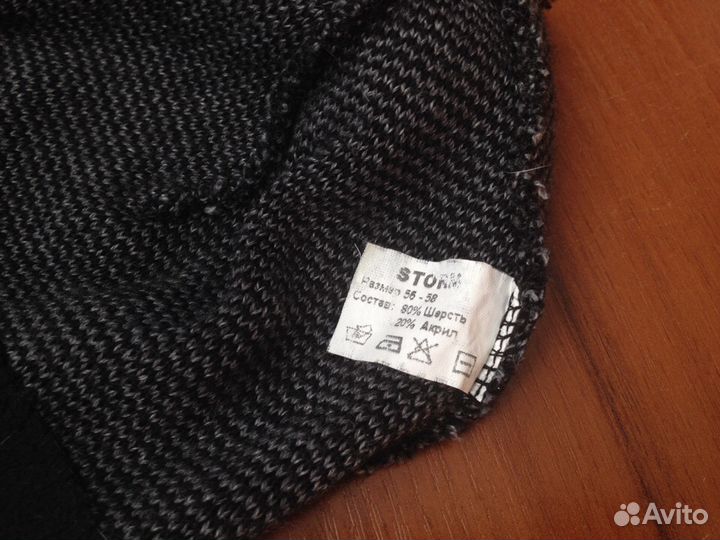 STORM
Размер 56 - 58
Состав: 80% Шерсть
20% Акрил
Avito